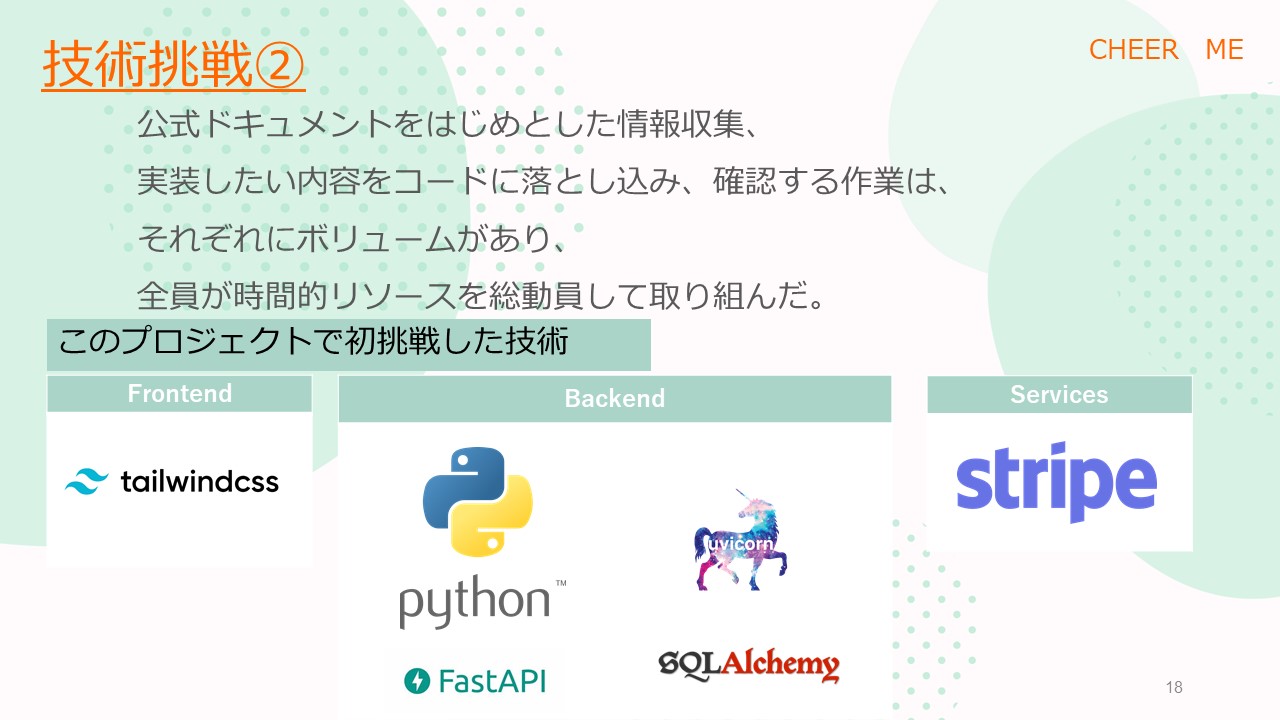 技術挑戦②
CHEER ME
公式ドキュメントをはじめとした情報収集、
実装したい内容をコードに落とし込み、確認する作業は、
それぞれにボリュームがあり、
全員が時間的リソースを総動員して取り組んだ。
このプロジェクトで初挑戦した技術
Frontend
tailwindcss
Backend
python™
uvicorn
FastAPI
SQLAlchemy
Services
stripe
18